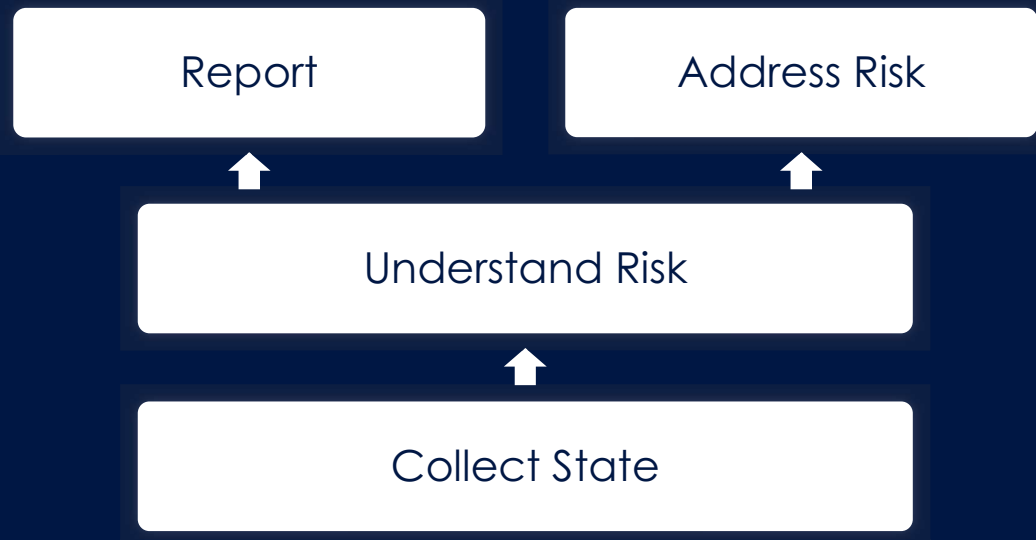 Report
Address Risk
Understand Risk
Collect State